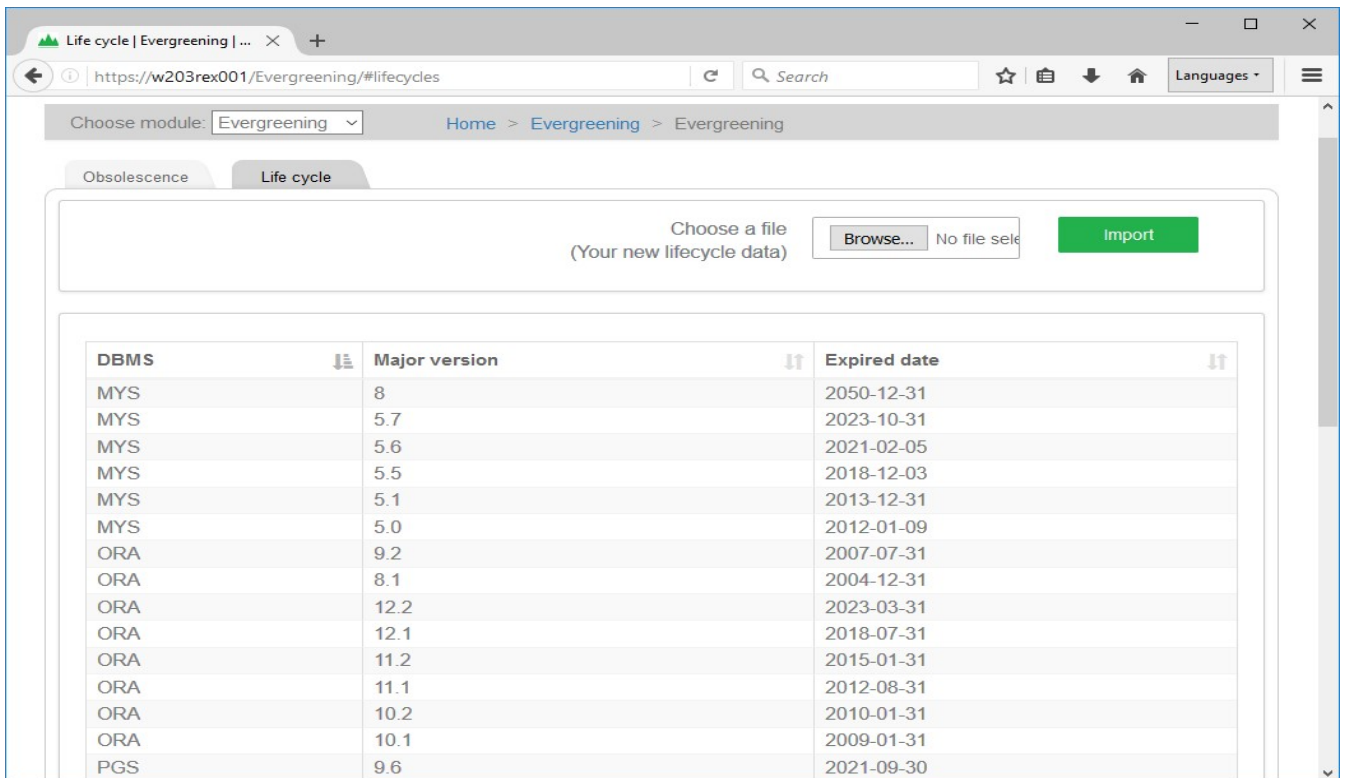 Life cycle | Evergreening | ...
https://w203rex001/Evergreening/#lifecycles Search Languages
Choose module: Evergreening Home > Evergreening > Evergreening
Obsolescence Life cycle
Choose a file
(Your new lifecycle data)
Browse... No file sele
Import
DBMS Major version Expired date
MYS 8 2050-12-31
MYS 5.7 2023-10-31
MYS 5.6 2021-02-05
MYS 5.5 2018-12-03
MYS 5.1 2013-12-31
MYS 5.0 2012-01-09
ORA 9.2 2007-07-31
ORA 8.1 2004-12-31
ORA 12.2 2023-03-31
ORA 12.1 2018-07-31
ORA 11.2 2015-01-31
ORA 11.1 2012-08-31
ORA 10.2 2010-01-31
ORA 10.1 2009-01-31
PGS 9.6 2021-09-30